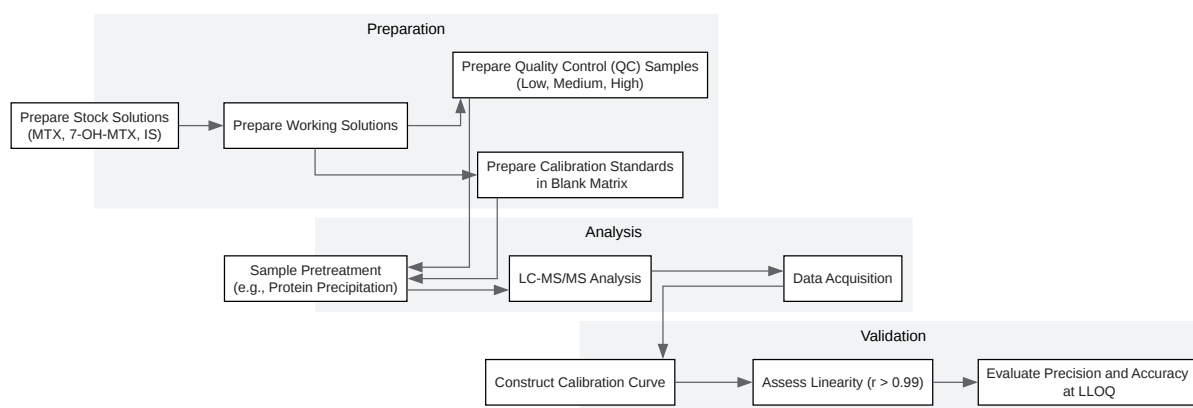 Preparation
Prepare Quality Control (QC) Samples
(Low, Medium, High)
Prepare Stock Solutions
(MTX, 7-OH-MTX, IS)
Prepare Working Solutions
Prepare Calibration Standards
in Blank Matrix
Analysis
Sample Pretreatment
(e.g., Protein Precipitation)
LC-MS/MS Analysis
Data Acquisition
Validation
Construct Calibration Curve
Assess Linearity (r > 0.99)
Evaluate Precision and Accuracy
at LLOQ